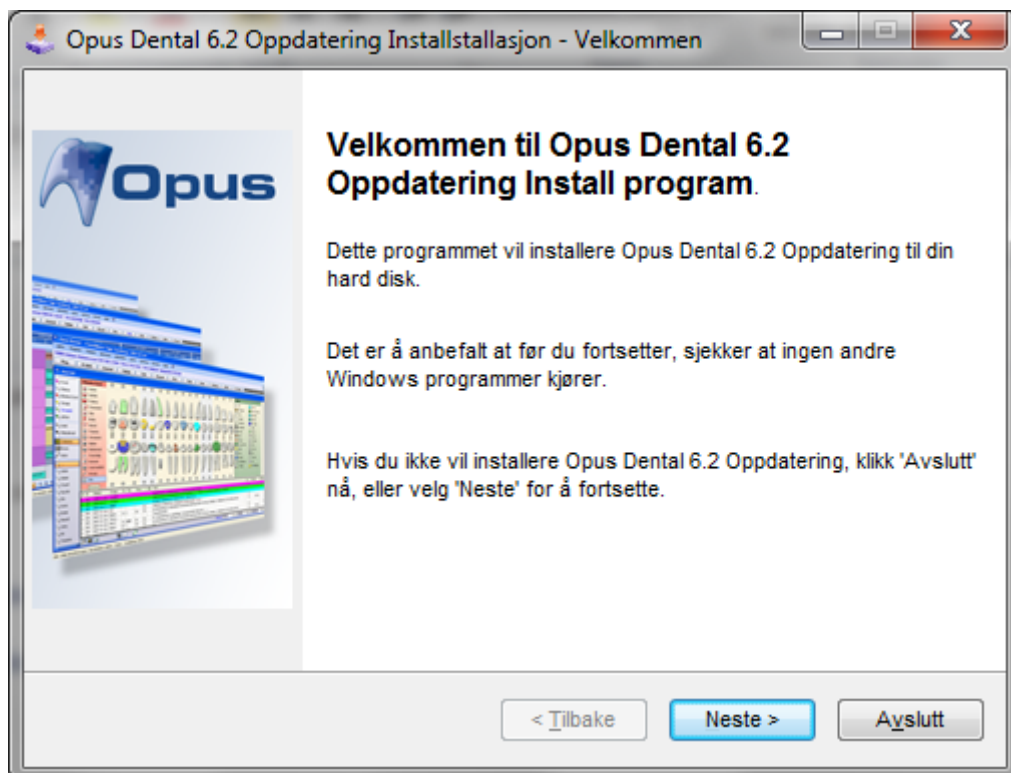 Opus Dental 6.2 Oppdatering Installstallasjon - Velkommen
Opus
Velkommen til Opus Dental 6.2
Oppdatering Install program.
Dette programmet vil installere Opus Dental 6.2 Oppdatering til din
hard disk.
Det er å anbefalt at før du fortsetter, sjekker at ingen andre
Windows programmer kjører.
Hvis du ikke vil installere Opus Dental 6.2 Oppdatering, klikk 'Avslutt'
nå, eller velg 'Neste' for å fortsette.
< Tilbake
Neste >
Avslutt